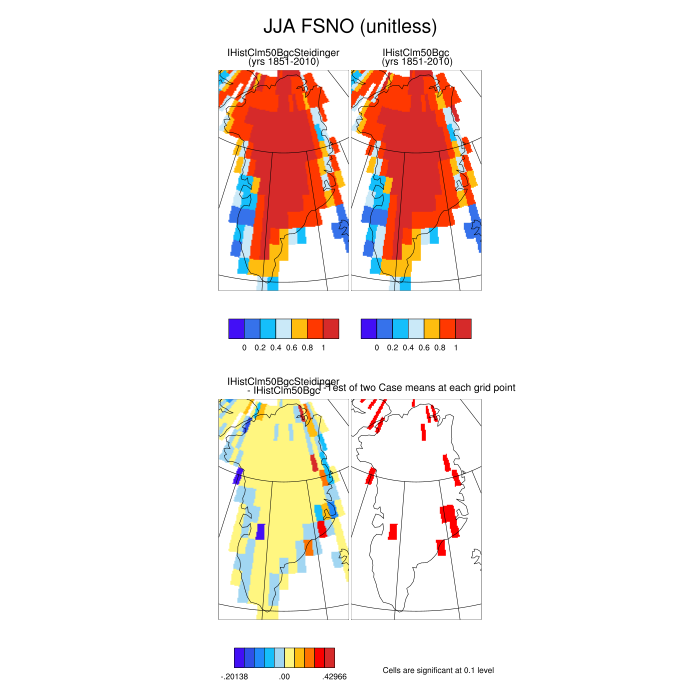 JJA FSNO (unitless)
IHistClm50BgcSteidinger
(yrs 1851-2010)
IHistClm50Bgc
(yrs 1851-2010)
0 0.2 0.4 0.6 0.8 1
0 0.2 0.4 0.6 0.8 1
IHistClm50BgcSteidinger
- IHistClm50Bgc
T-Test of two Case means at each grid point
-.20138 .00 .42966
Cells are significant at 0.1 level